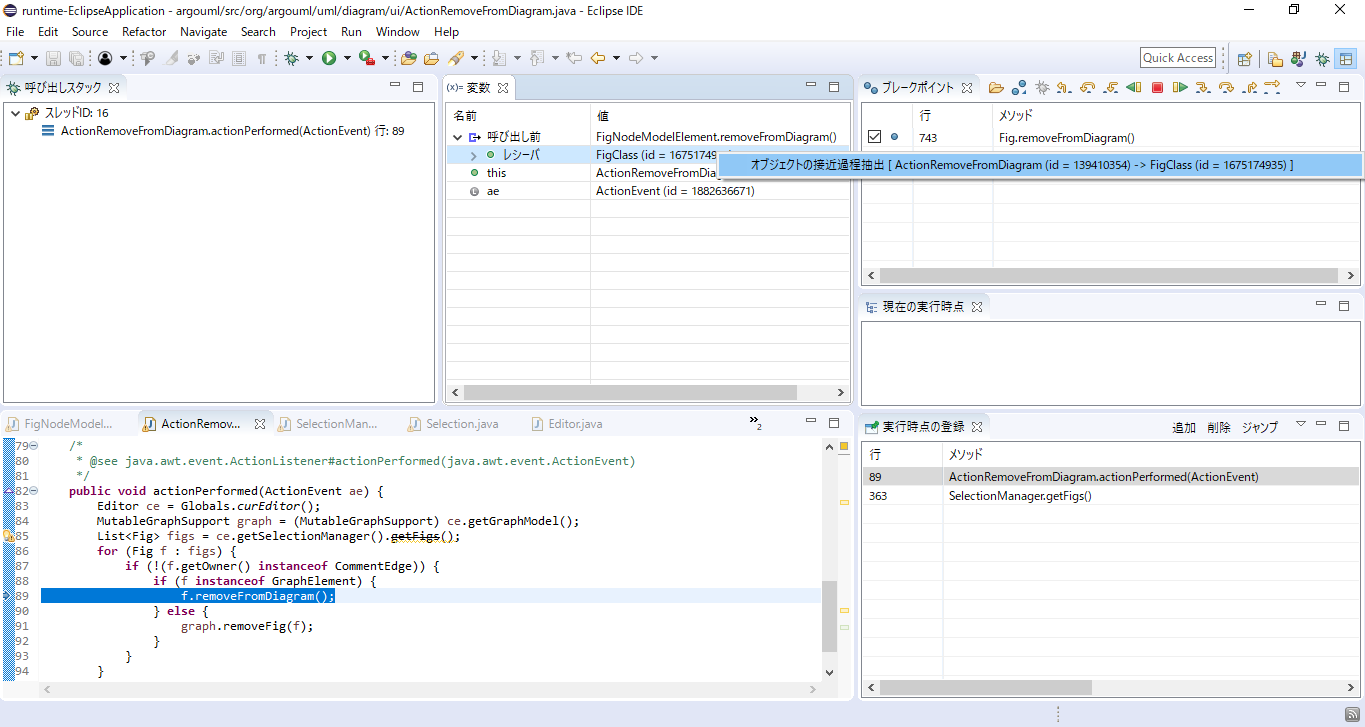 runtime-EclipseApplication - argouml/src/org/argouml/uml/diagram/ui/ActionRemoveFromDiagram.java - Eclipse IDE
File Edit Source Refactor Navigate Search Project Run Window Help
Quick Access
呼び出しスタック
スレッドID: 16
ActionRemoveFromDiagram.actionPerformed(ActionEvent) 行: 89
(x)= 変数
名前 値
呼び出し前 FigNodeModelElement.removeFromDiagram()
レシーバ FigClass (id = 16751749
this ActionRemoveFromDia
ae ActionEvent (id = 1882636671)
ブレークポイント
行 メソッド
743 Fig.removeFromDiagram()
オブジェクトの接近過程抽出 [ ActionRemoveFromDiagram (id = 139410354) -> FigClass (id = 1675174935) ]
現在の実行時点
FigNodeModel... ActionRemov... SelectionMan... Selection.java Editor.java »2
79 /*
80 * @see java.awt.event.ActionListener#actionPerformed(java.awt.event.ActionEvent)
81 */
82 public void actionPerformed(ActionEvent ae) {
83 Editor ce = Globals.curEditor();
84 MutableGraphSupport graph = (MutableGraphSupport) ce.getGraphModel();
85 List<Fig> figs = ce.getSelectionManager().getFigs();
86 for (Fig f : figs) {
87 if (!(f.getOwner() instanceof CommentEdge)) {
88 if (f instanceof GraphElement) {
89 f.removeFromDiagram();
90 } else {
91 graph.removeFig(f);
92 }
93 }
94 }
実行時点の登録 追加 削除 ジャンプ
行 メソッド
89 ActionRemoveFromDiagram.actionPerformed(ActionEvent)
363 SelectionManager.getFigs()